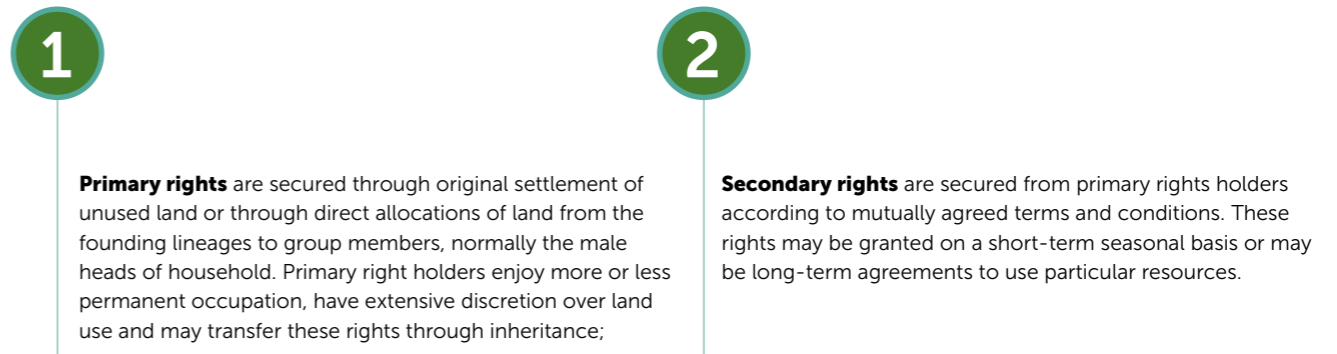 1
Primary rights are secured through original settlement of
unused land or through direct allocations of land from the
founding lineages to group members, normally the male
heads of household. Primary right holders enjoy more or less
permanent occupation, have extensive discretion over land
use and may transfer these rights through inheritance;
2
Secondary rights are secured from primary rights holders
according to mutually agreed terms and conditions. These
rights may be granted on a short-term seasonal basis or may
be long-term agreements to use particular resources.